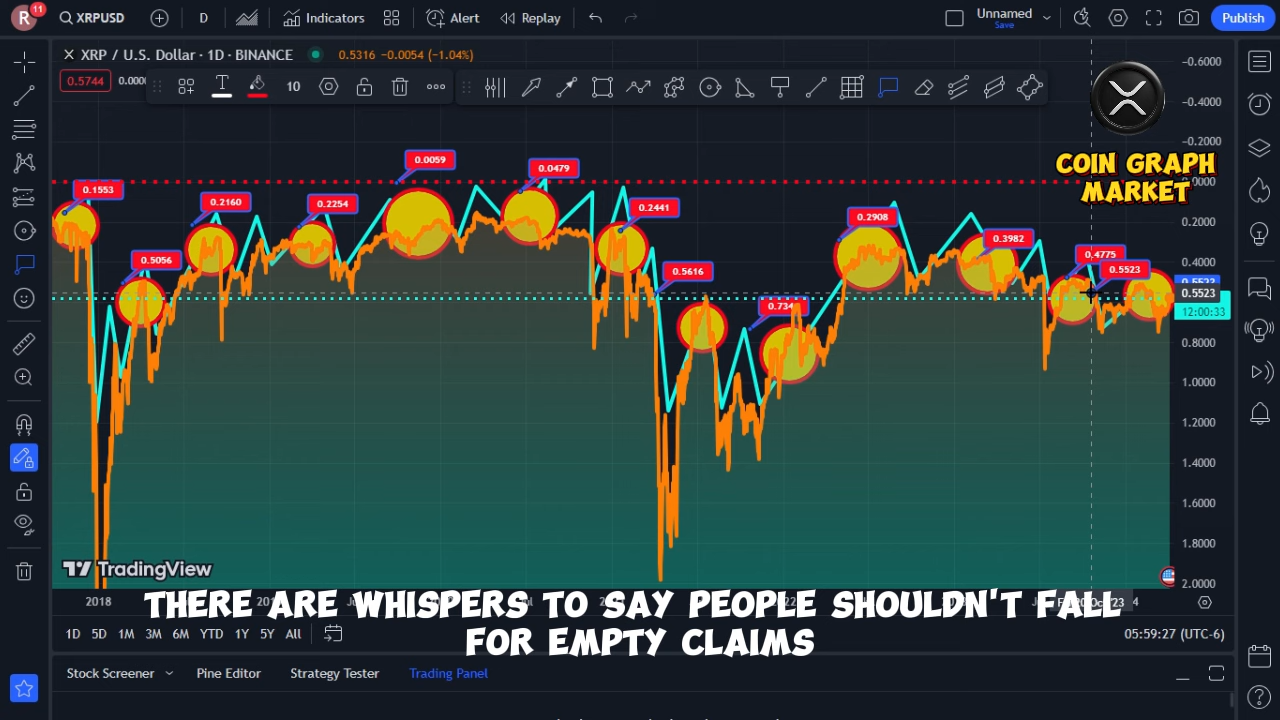 R
11
XRPUSD
D
Indicators
Alert
Replay
Unnamed
Save
Publish
XRP / U.S. Dollar · 1D · BINANCE
0.5316 −0.0054 (−1.04%)
0.5744
T
10
COIN GRAPH
MARKET
−0.6000
−0.4000
−0.2000
0.2000
0.4000
0.5523
12:00:33
0.8000
1.0000
1.2000
1.4000
1.6000
1.8000
2.0000
0.1553
0.5056
0.2160
0.2254
0.0059
0.0479
0.2441
0.5616
0.2908
0.3982
0.4775
0.5523
TradingView
2018
THERE ARE WHISPERS TO SAY PEOPLE SHOULDN'T FALL
FOR EMPTY CLAIMS
1D 5D 1M 3M 6M YTD 1Y 5Y All
05:59:27 (UTC-6)
Stock Screener
Pine Editor
Strategy Tester
Trading Panel